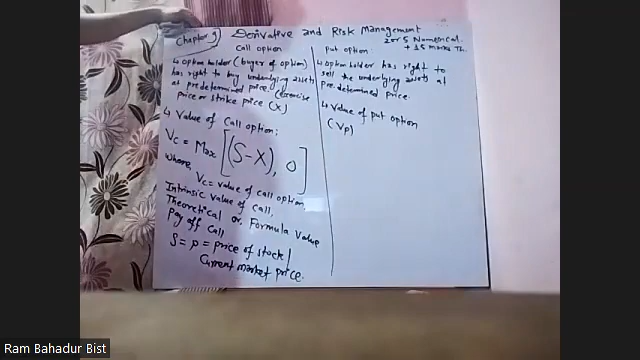 Chapter 9 Derivative and Risk Management
2 or 5 Numerical.
+ 15 marks Th.
call option
↳ option holder (buyer of option)
has right to buy underlying assets
at predetermined price. (exercise
price or strike price (X)
↳ Value of call option:
Vc = Max [(S-X), 0]
where,
Vc = value of call option,
Intrinsic value of call,
Theoretical or, Formula value
Pay off call
S = P = price of stock /
Current market price.
put option:
↳ option holder has right to
sell the underlying assets at
predetermined price.
↳ Value of put option
(Vp)
Ram Bahadur Bist